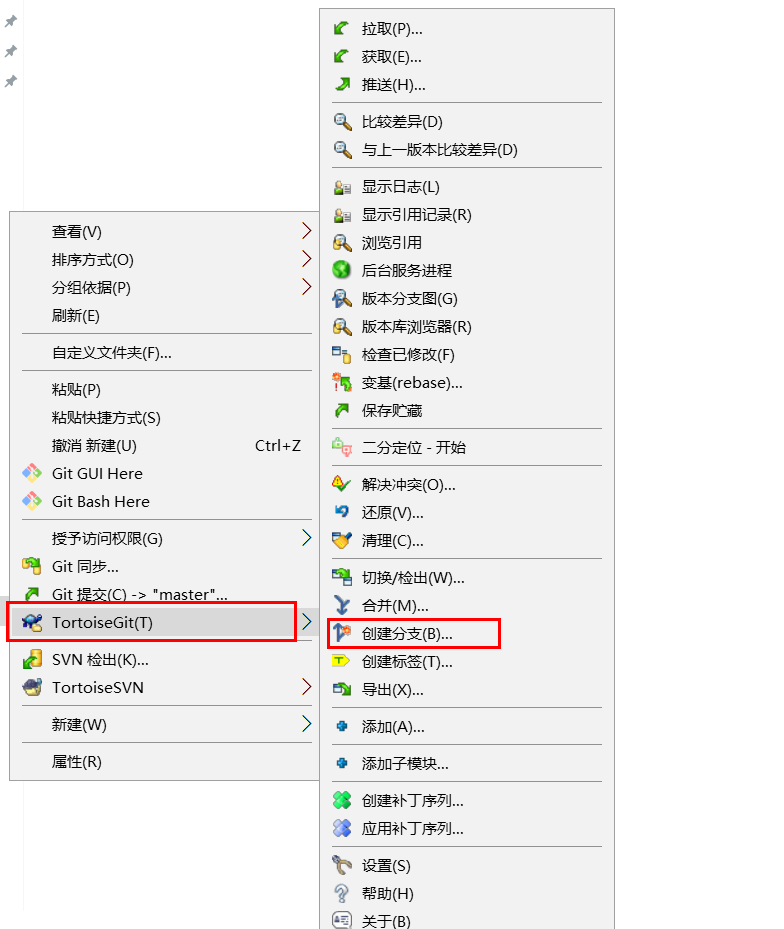 查看(V)
排序方式(O)
分组依据(P)
刷新(E)
自定义文件夹(F)...
粘贴(P)
粘贴快捷方式(S)
撤消 新建(U) Ctrl+Z
Git GUI Here
Git Bash Here
授予访问权限(G)
Git 同步...
Git 提交(C) -> "master"...
TortoiseGit(T)
SVN 检出(K)...
TortoiseSVN
新建(W)
属性(R)
拉取(P)...
获取(E)...
推送(H)...
比较差异(D)
与上一版本比较差异(D)
显示日志(L)
显示引用记录(R)
浏览引用
后台服务进程
版本分支图(G)
版本库浏览器(R)
检查已修改(F)
变基(rebase)...
保存贮藏
二分定位 - 开始
解决冲突(O)...
还原(V)...
清理(C)...
切换/检出(W)...
合并(M)...
创建分支(B)...
创建标签(T)...
导出(X)...
添加(A)...
添加子模块...
创建补丁序列...
应用补丁序列...
设置(S)
帮助(H)
关于(B)